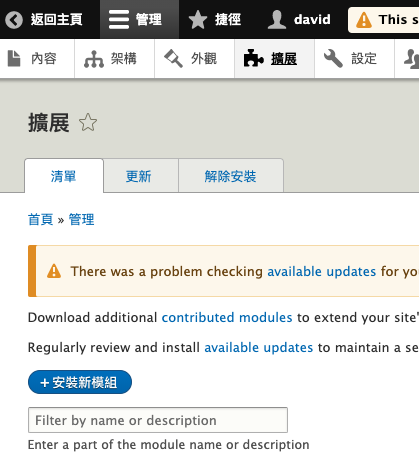 返回主頁 管理 捷徑 david This s
內容 架構 外觀 擴展 設定
擴展
清單 更新 解除安裝
首頁 » 管理
There was a problem checking available updates for yo
Download additional contributed modules to extend your site'
Regularly review and install available updates to maintain a se
+ 安裝新模組
Filter by name or description
Enter a part of the module name or description